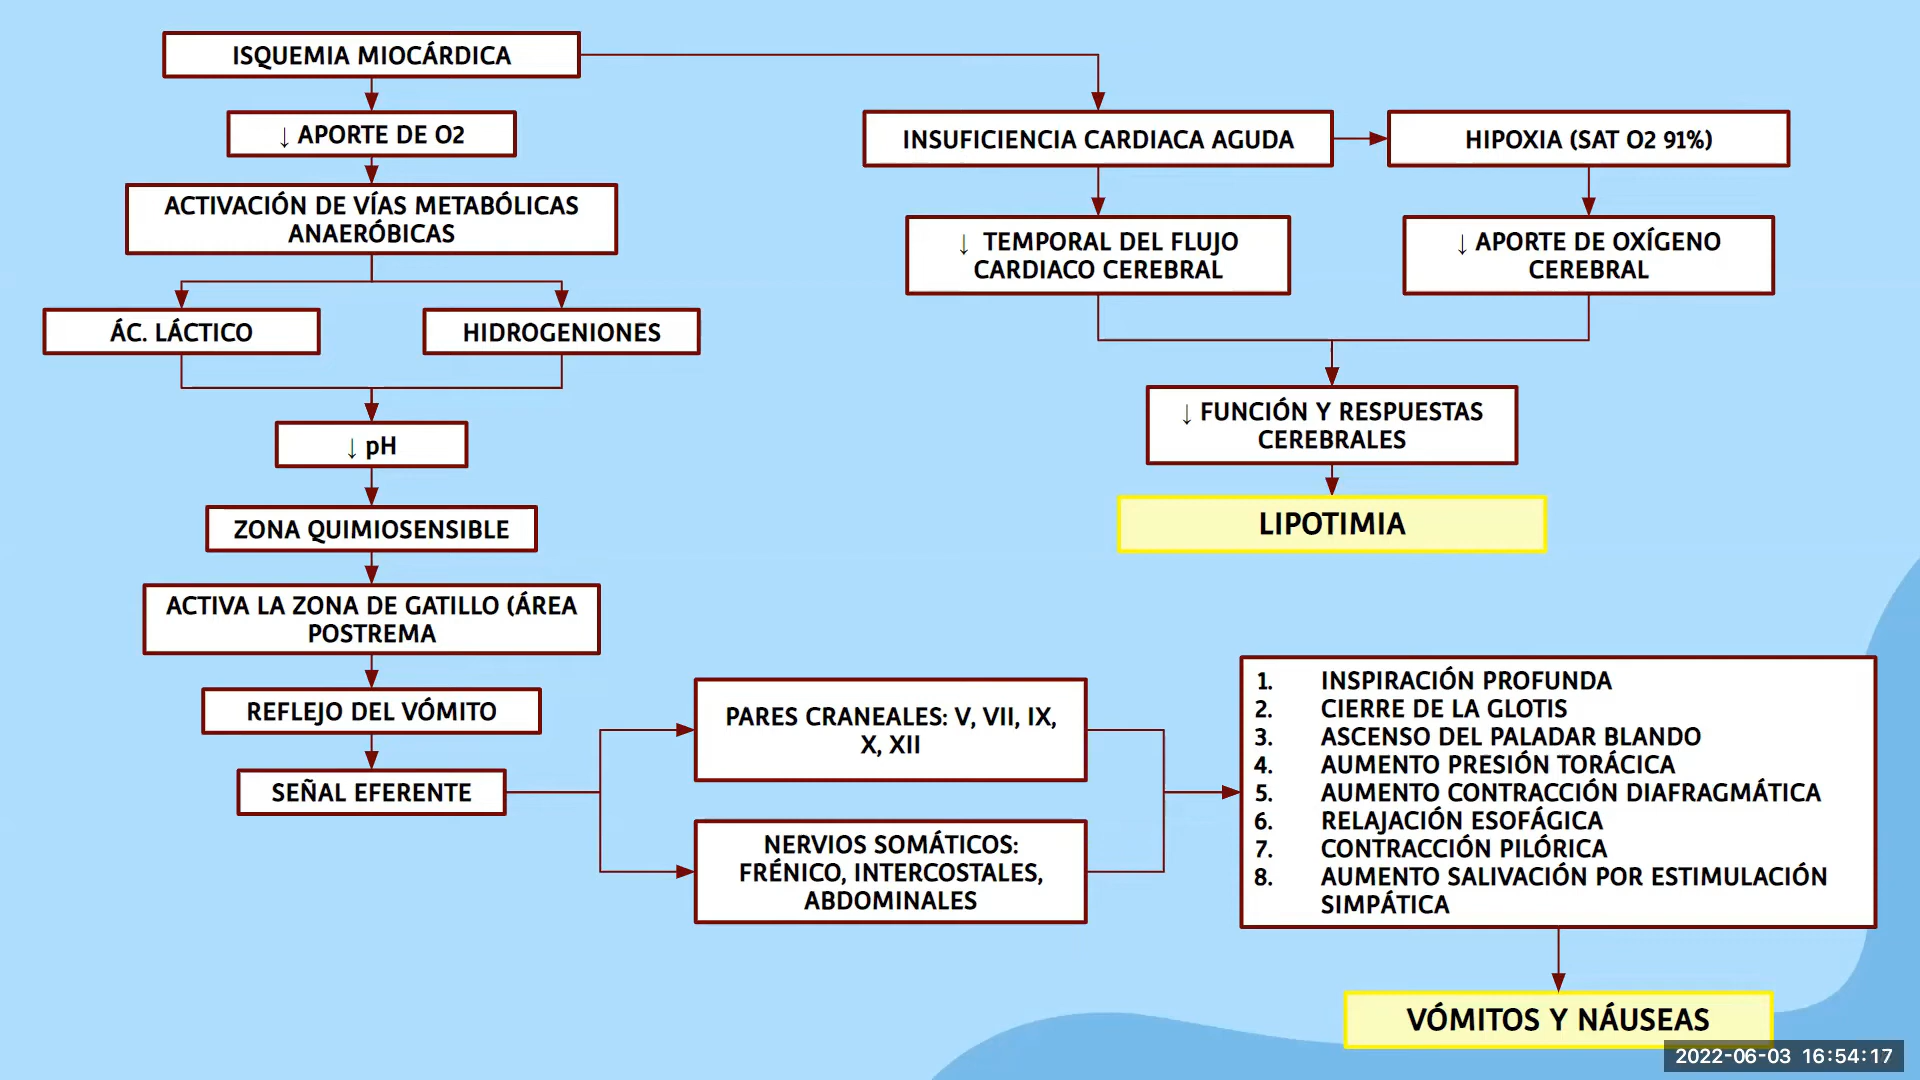 ISQUEMIA MIOCÁRDICA
↓ APORTE DE O2
ACTIVACIÓN DE VÍAS METABÓLICAS
ANAERÓBICAS
ÁC. LÁCTICO
HIDROGENIONES
↓ pH
ZONA QUIMIOSENSIBLE
ACTIVA LA ZONA DE GATILLO (ÁREA
POSTREMA
REFLEJO DEL VÓMITO
SEÑAL EFERENTE
PARES CRANEALES: V, VII, IX,
X, XII
NERVIOS SOMÁTICOS:
FRÉNICO, INTERCOSTALES,
ABDOMINALES
INSUFICIENCIA CARDIACA AGUDA
HIPOXIA (SAT O2 91%)
↓ TEMPORAL DEL FLUJO
CARDIACO CEREBRAL
↓ APORTE DE OXÍGENO
CEREBRAL
↓ FUNCIÓN Y RESPUESTAS
CEREBRALES
LIPOTIMIA
1. INSPIRACIÓN PROFUNDA
2. CIERRE DE LA GLOTIS
3. ASCENSO DEL PALADAR BLANDO
4. AUMENTO PRESIÓN TORÁCICA
5. AUMENTO CONTRACCIÓN DIAFRAGMÁTICA
6. RELAJACIÓN ESOFÁGICA
7. CONTRACCIÓN PILÓRICA
8. AUMENTO SALIVACIÓN POR ESTIMULACIÓN
SIMPÁTICA
VÓMITOS Y NÁUSEAS
2022-06-03 16:54:17